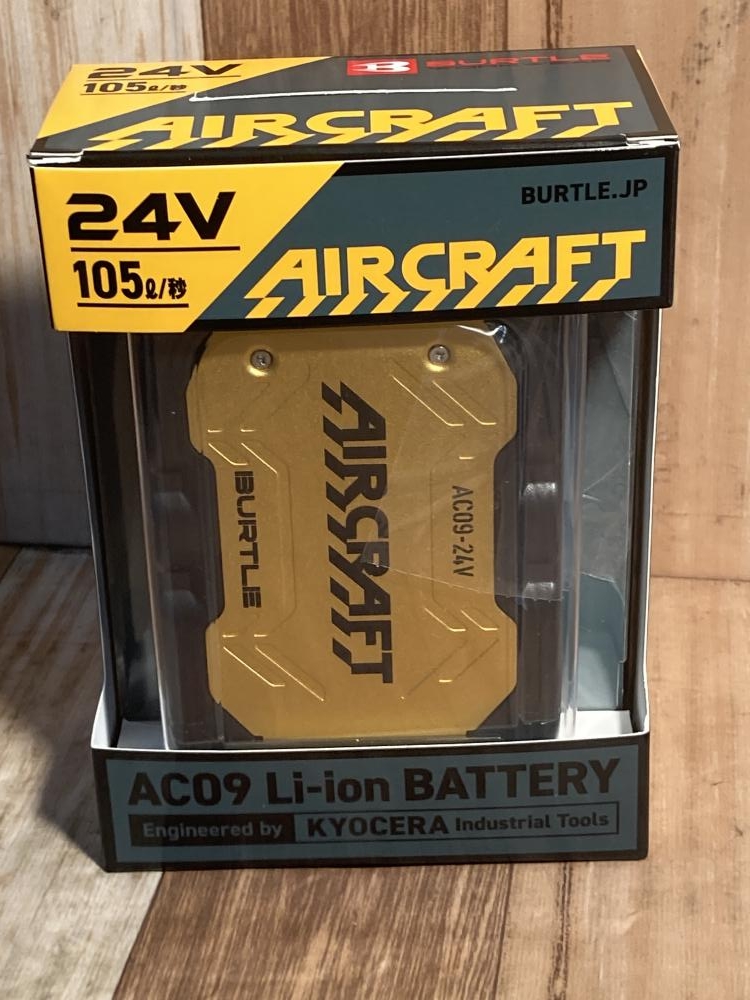 24V
105ℓ/秒
BURTLE
AIRCRAFT
24V
105ℓ/秒
BURTLE.JP
AIRCRAFT
BURTLE
AIRCRAFT
AC09-24V
AC09 Li-ion BATTERY
Engineered by KYOCERA Industrial Tools